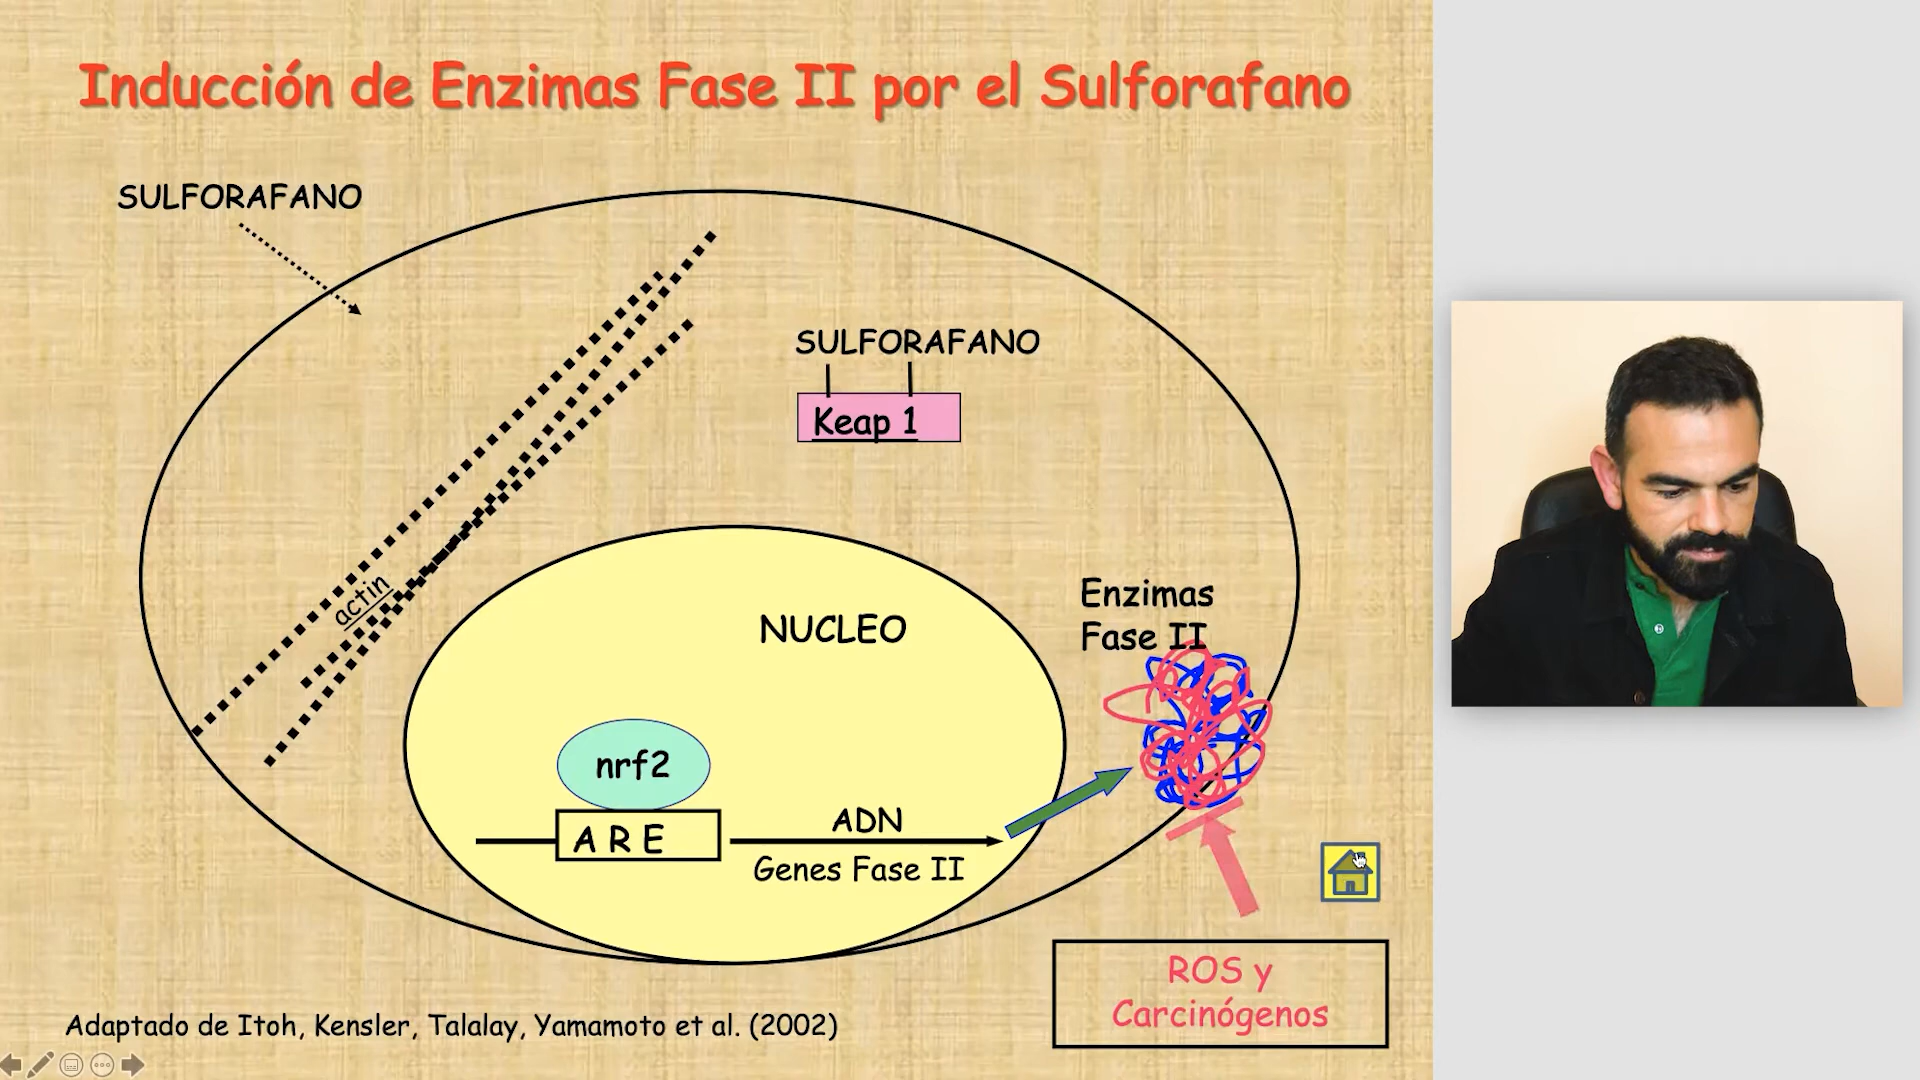 Inducción de Enzimas Fase II por el Sulforafano
SULFORAFANO
SULFORAFANO
Keap 1
actin
Enzimas
Fase II
NUCLEO
nrf2
A R E
ADN
Genes Fase II
ROS y
Carcinógenos
Adaptado de Itoh, Kensler, Talalay, Yamamoto et al. (2002)